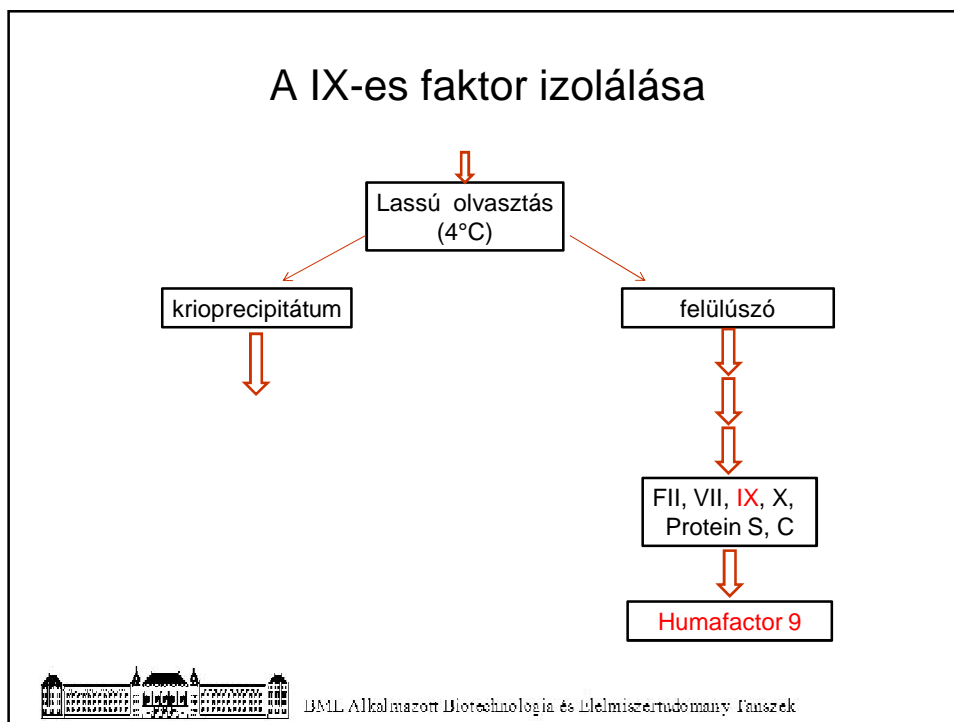 A IX-es faktor izolálása
Lassú olvasztás
(4°C)
krioprecipitátum
felülúszó
FII, VII, IX, X,
Protein S, C
Humafactor 9
BME Alkalmazott Biotechnológia és Élelmiszertudomány Tanszék